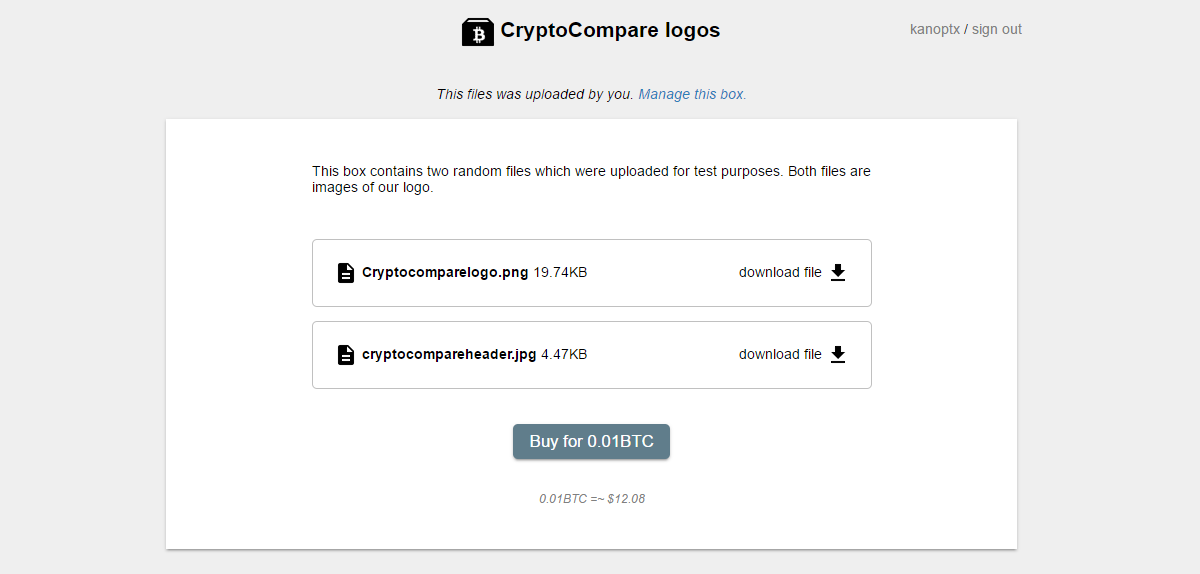 CryptoCompare logos
kanoptx / sign out
This files was uploaded by you. Manage this box.
This box contains two random files which were uploaded for test purposes. Both files are
images of our logo.
Cryptocomparelogo.png 19.74KB download file
cryptocompareheader.jpg 4.47KB download file
Buy for 0.01BTC
0.01BTC =~ $12.08